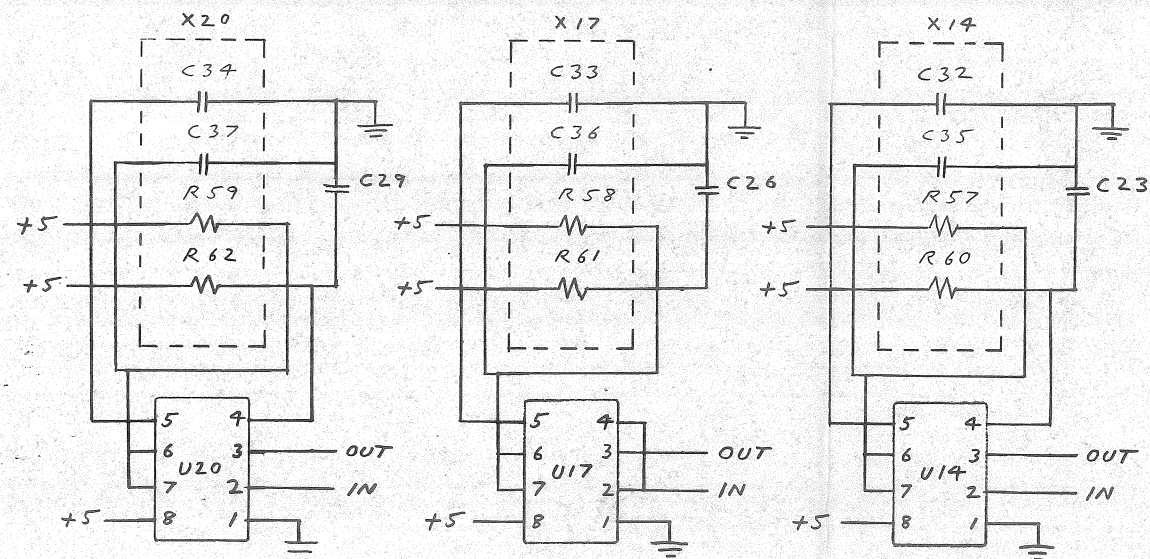 X20 X17 X14
C34 C33 C32
C37 C36 C35
C29 C26 C23
R59 R58 R57
+5 +5 +5
R62 R61 R60
+5 +5 +5
5 4 5 4 5 4
6 3 OUT 6 3 OUT 6 3 OUT
U20 U17 U14
7 2 IN 7 2 IN 7 2 IN
+5 8 1 +5 8 1 +5 8 1